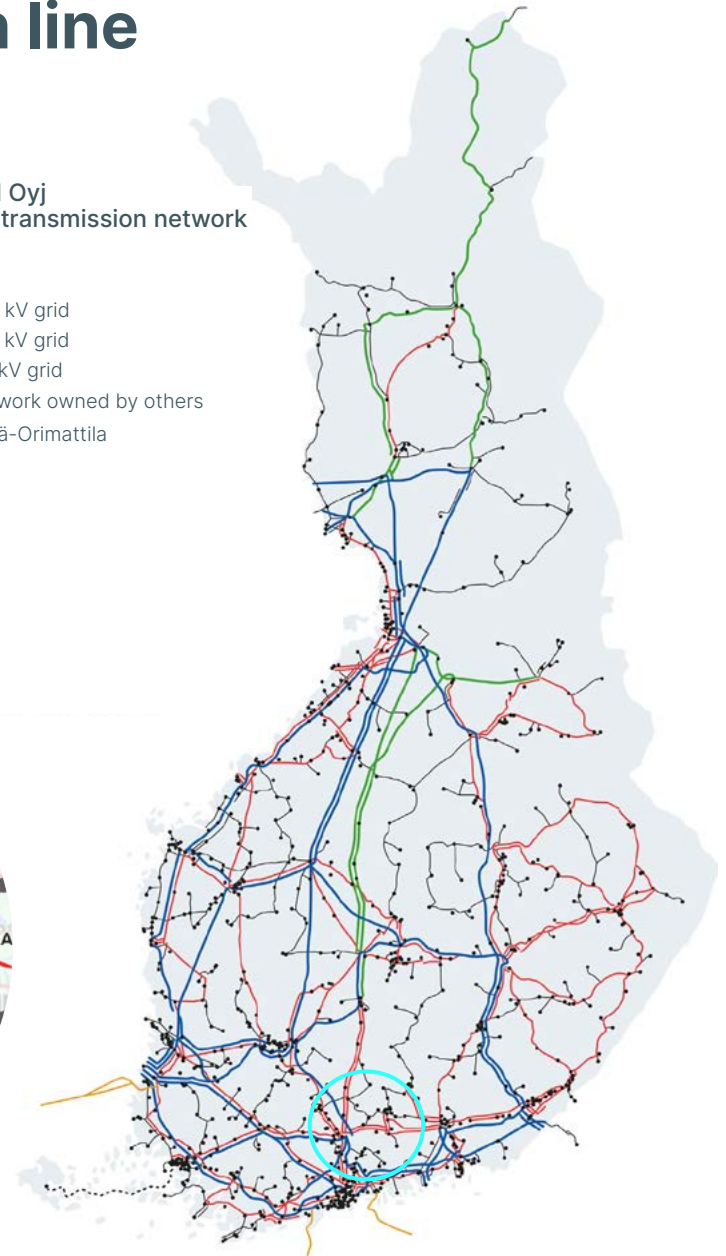 n line
l Oyj
transmission network
kV grid
kV grid
kV grid
work owned by others
ä-Orimattila
A